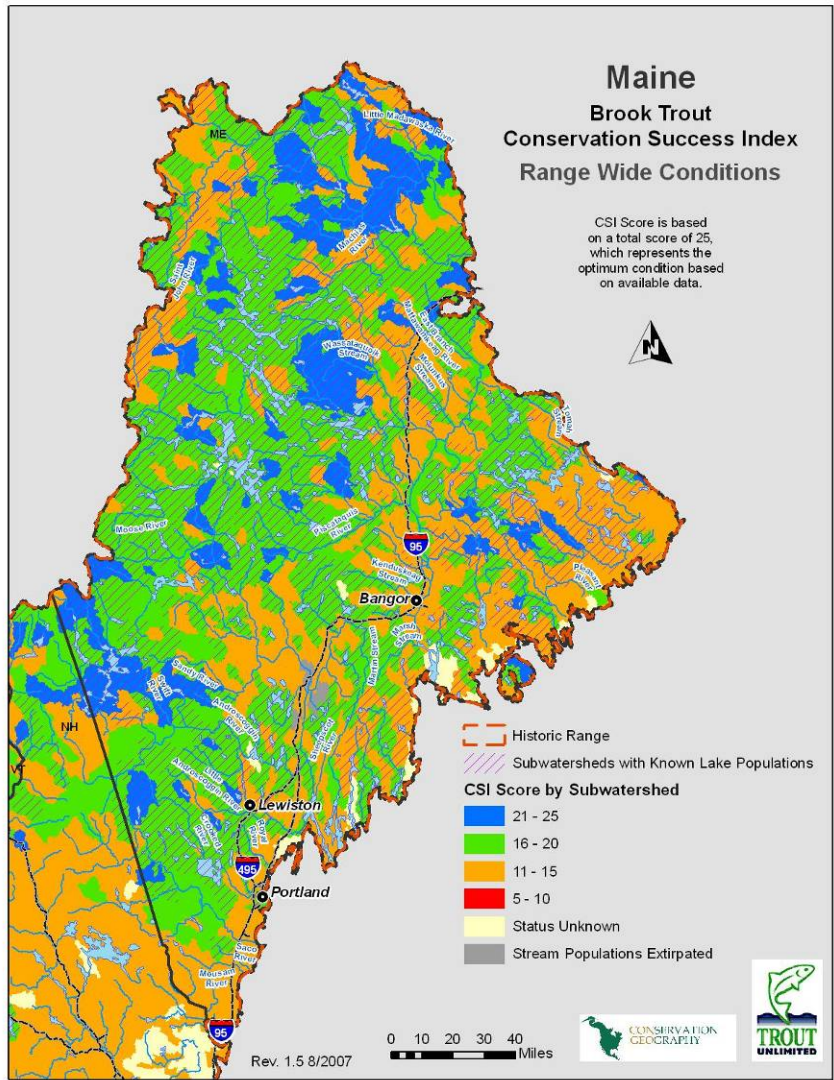 Maine
Brook Trout
Conservation Success Index
Range Wide Conditions
CSI Score is based
on a total score of 25,
which represents the
optimum condition based
on available data.
N
ME
Little Madawaska River
Machias
River
Saint
John River
East Branch
Mattawamkeag River
Wassataquoik
Stream
Molunkus
Stream
Tomah
Stream
Moose River
Piscataquis
River
95
Kenduskeag
Stream
Pleasant
River
Bangor
Marsh
Stream
Martin Stream
Sandy River
Swift
River
Androscoggin
River
NH
Sheepscot
River
Little
Androscoggin River
Lewiston
Crooked
River
Royal
River
495
Portland
Saco
River
Mousam
River
95
Historic Range
Subwatersheds with Known Lake Populations
CSI Score by Subwatershed
21 - 25
16 - 20
11 - 15
5 - 10
Status Unknown
Stream Populations Extirpated
Rev. 1.5 8/2007
0 10 20 30 40
Miles
CONSERVATION
GEOGRAPHY
TROUT
UNLIMITED